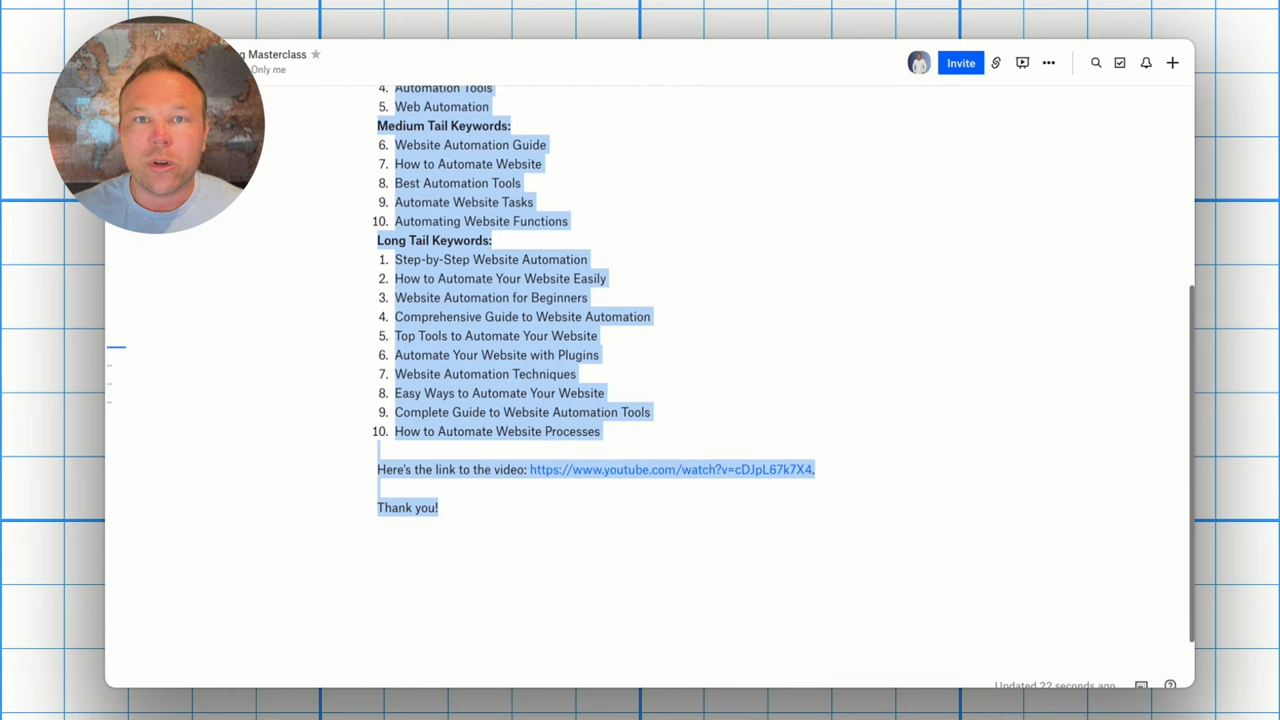 g Masterclass
Only me
Invite
4. Automation Tools
5. Web Automation
Medium Tail Keywords:
6. Website Automation Guide
7. How to Automate Website
8. Best Automation Tools
9. Automate Website Tasks
10. Automating Website Functions
Long Tail Keywords:
1. Step-by-Step Website Automation
2. How to Automate Your Website Easily
3. Website Automation for Beginners
4. Comprehensive Guide to Website Automation
5. Top Tools to Automate Your Website
6. Automate Your Website with Plugins
7. Website Automation Techniques
8. Easy Ways to Automate Your Website
9. Complete Guide to Website Automation Tools
10. How to Automate Website Processes
Here's the link to the video: https://www.youtube.com/watch?v=cDJpL67k7X4.
Thank you!
Updated 22 seconds ago